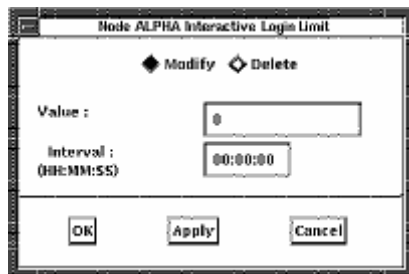 Node ALPHA Interactive Login Limit
Modify Delete
Value : 0
Interval : 00:00:00
(HH:MM:SS)
OK Apply Cancel